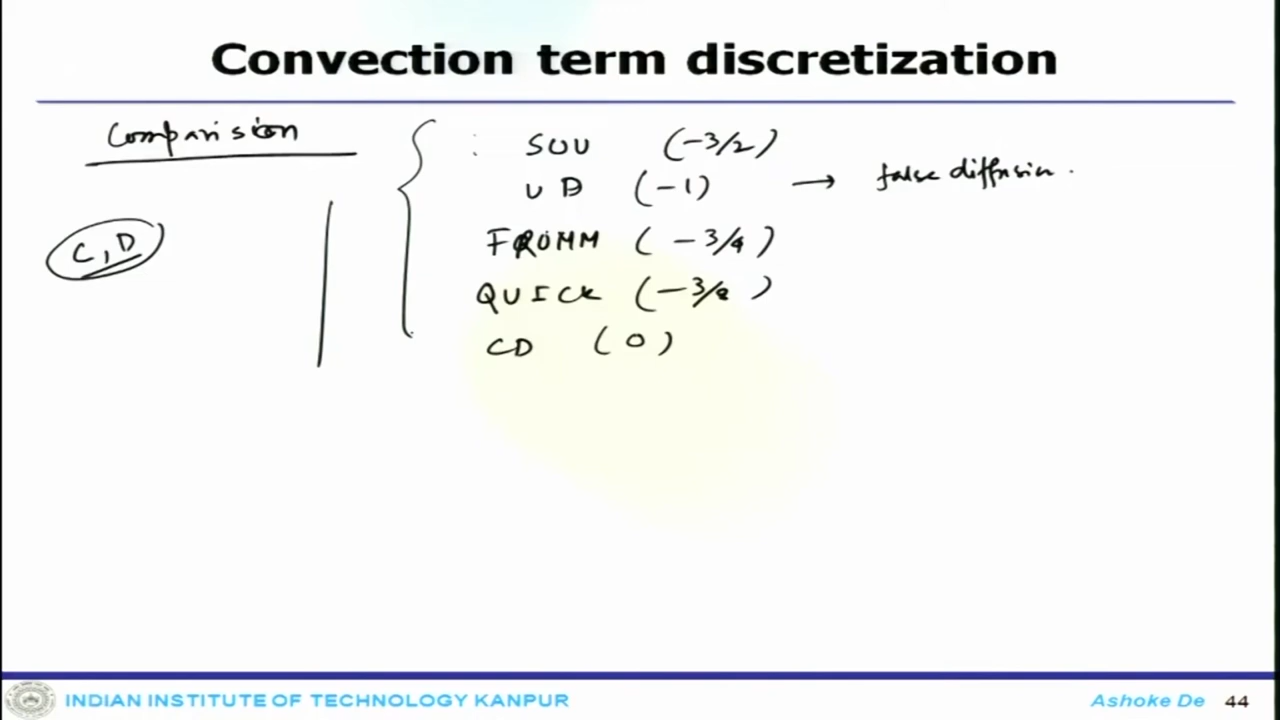 Convection term discretization
Comparision
: SOU (-3/2)
UD (-1) → false diffusion.
C, D
FROMM (-3/4)
QUICK (-3/8)
CD (0)
INDIAN INSTITUTE OF TECHNOLOGY KANPUR
Ashoke De 44